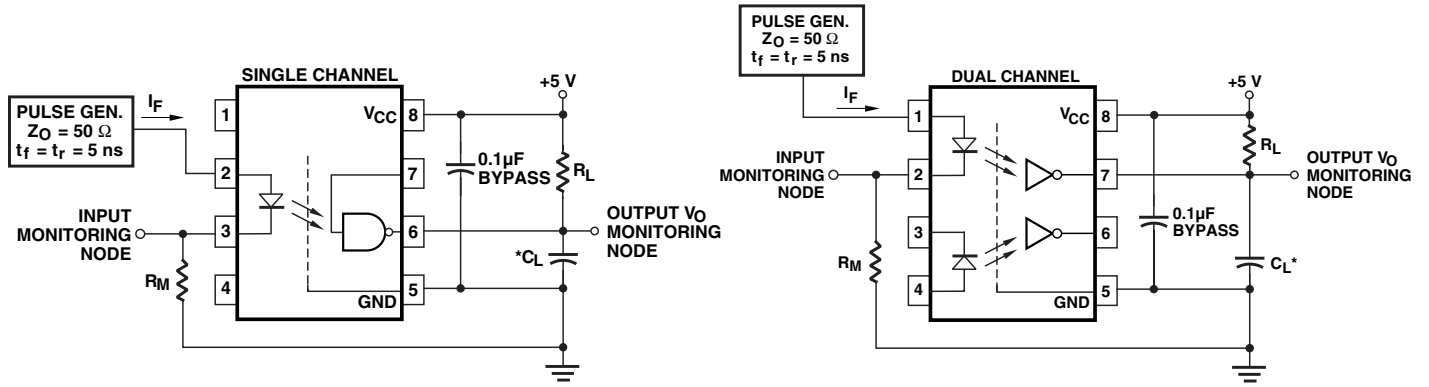 SINGLE CHANNEL
PULSE GEN.
ZO = 50 Ω
tf = tr = 5 ns
IF
1
2
3
4
VCC
8
7
6
5
GND
+5 V
0.1µF
BYPASS
RL
INPUT
MONITORING
NODE
RM
*CL
OUTPUT VO
MONITORING
NODE
PULSE GEN.
ZO = 50 Ω
tf = tr = 5 ns
DUAL CHANNEL
IF
1
2
3
4
VCC
8
7
6
5
GND
+5 V
RL
INPUT
MONITORING
NODE
RM
0.1µF
BYPASS
CL*
OUTPUT VO
MONITORING
NODE